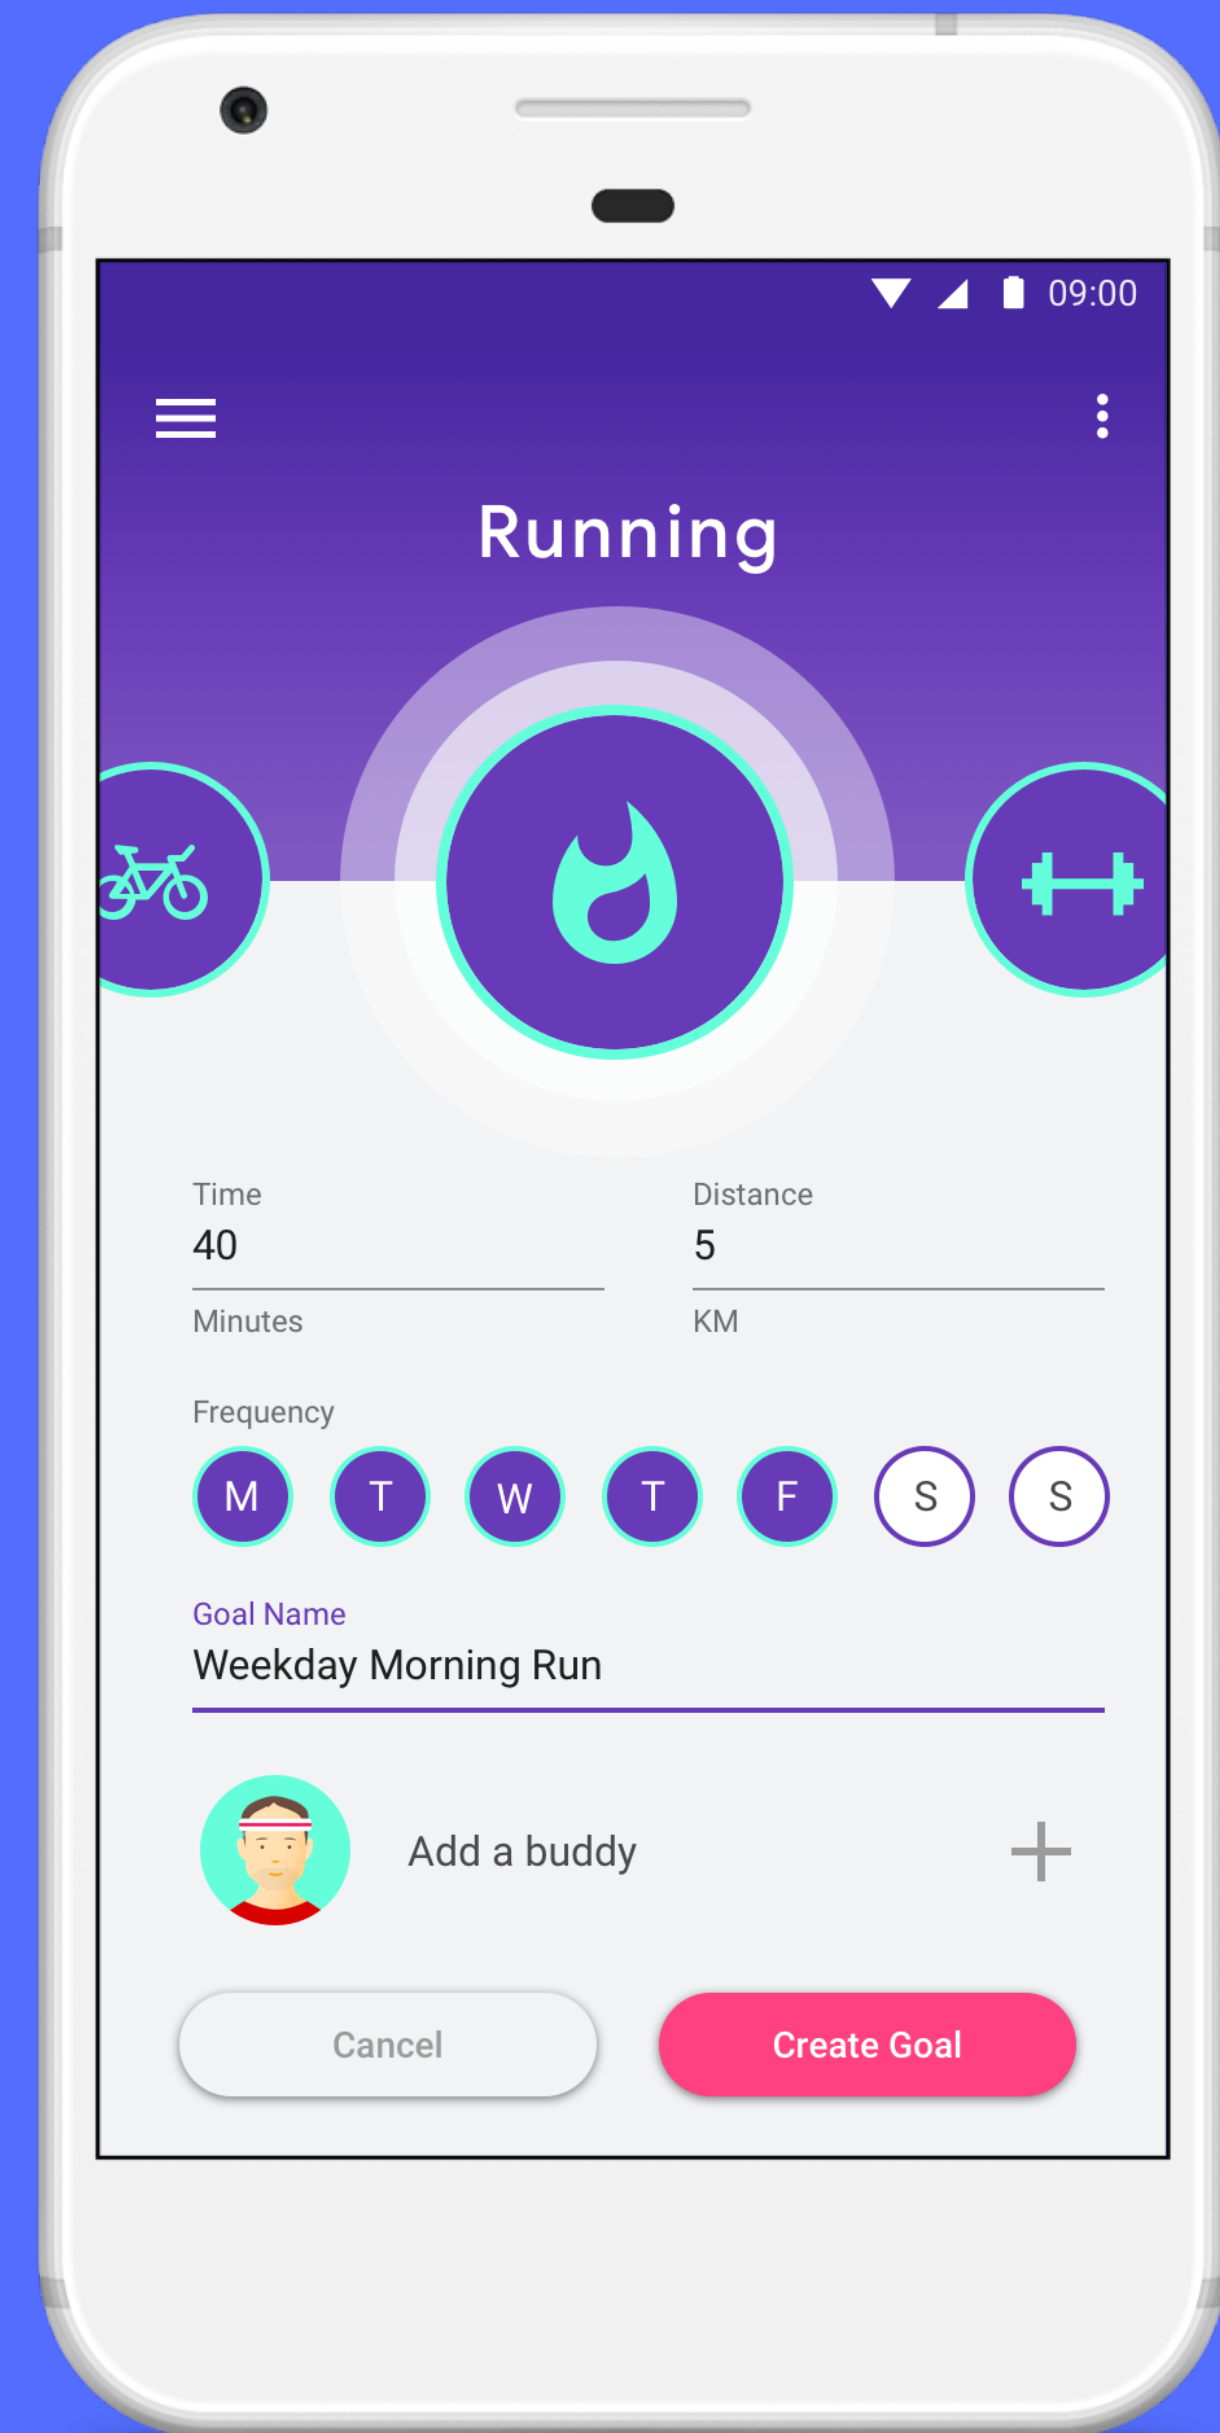 09:00
Running
Time
Distance
40
5
Minutes
KM
Frequency
M T W T F S S
Goal Name
Weekday Morning Run
Add a buddy
Cancel
Create Goal